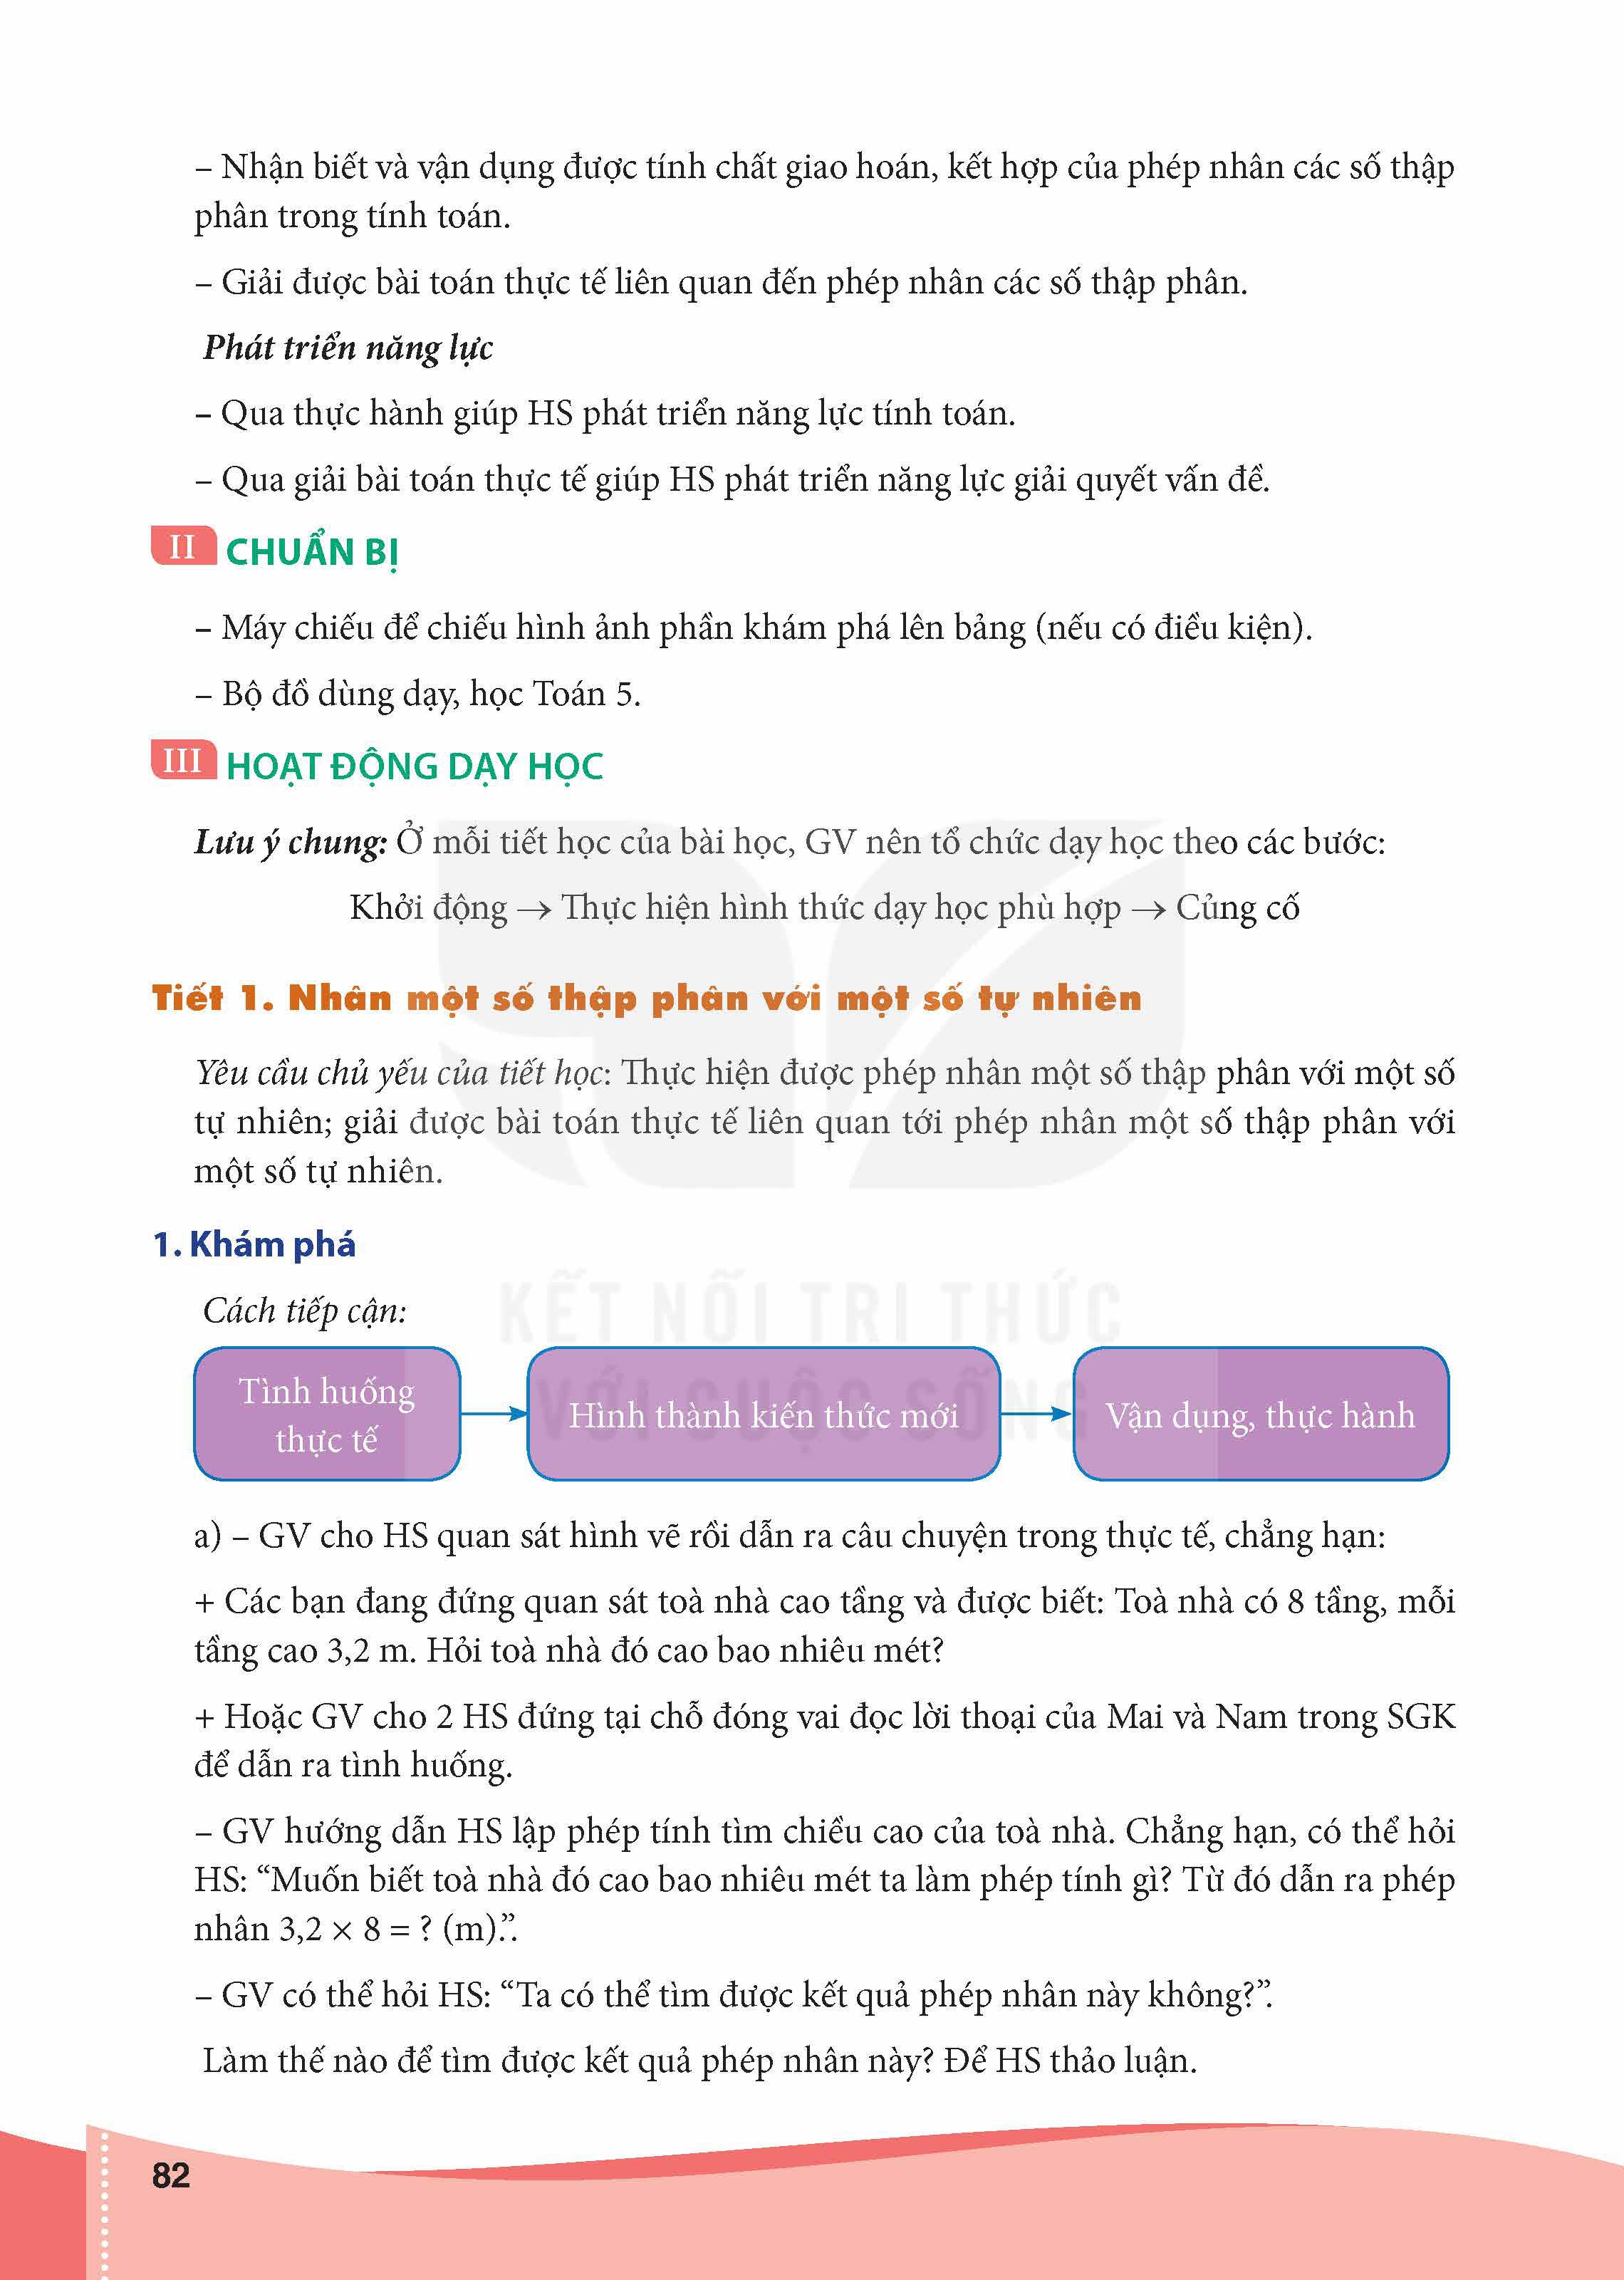 – Nhận biết và vận dụng được tính chất giao hoán, kết hợp của phép nhân các số thập
phân trong tính toán.
– Giải được bài toán thực tế liên quan đến phép nhân các số thập phân.
Phát triển năng lực
– Qua thực hành giúp HS phát triển năng lực tính toán.
– Qua giải bài toán thực tế giúp HS phát triển năng lực giải quyết vấn đề.
II CHUẨN BỊ
– Máy chiếu để chiếu hình ảnh phần khám phá lên bảng (nếu có điều kiện).
– Bộ đồ dùng dạy, học Toán 5.
III HOẠT ĐỘNG DẠY HỌC
Lưu ý chung: Ở mỗi tiết học của bài học, GV nên tổ chức dạy học theo các bước:
Khởi động → Thực hiện hình thức dạy học phù hợp → Củng cố
Tiết 1. Nhân một số thập phân với một số tự nhiên
Yêu cầu chủ yếu của tiết học: Thực hiện được phép nhân một số thập phân với một số
tự nhiên; giải được bài toán thực tế liên quan tới phép nhân một số thập phân với
một số tự nhiên.
1. Khám phá
KẾT NỐI TRI THỨC
Cách tiếp cận:
VỚI CUỘC SỐNG
Tình huống
thực tế
Hình thành kiến thức mới
Vận dụng, thực hành
a) – GV cho HS quan sát hình vẽ rồi dẫn ra câu chuyện trong thực tế, chẳng hạn:
+ Các bạn đang đứng quan sát toà nhà cao tầng và được biết: Toà nhà có 8 tầng, mỗi
tầng cao 3,2 m. Hỏi toà nhà đó cao bao nhiêu mét?
+ Hoặc GV cho 2 HS đứng tại chỗ đóng vai đọc lời thoại của Mai và Nam trong SGK
để dẫn ra tình huống.
– GV hướng dẫn HS lập phép tính tìm chiều cao của toà nhà. Chẳng hạn, có thể hỏi
HS: “Muốn biết toà nhà đó cao bao nhiêu mét ta làm phép tính gì? Từ đó dẫn ra phép
nhân 3,2 × 8 = ? (m).”.
– GV có thể hỏi HS: “Ta có thể tìm được kết quả phép nhân này không?”.
Làm thế nào để tìm được kết quả phép nhân này? Để HS thảo luận.
82